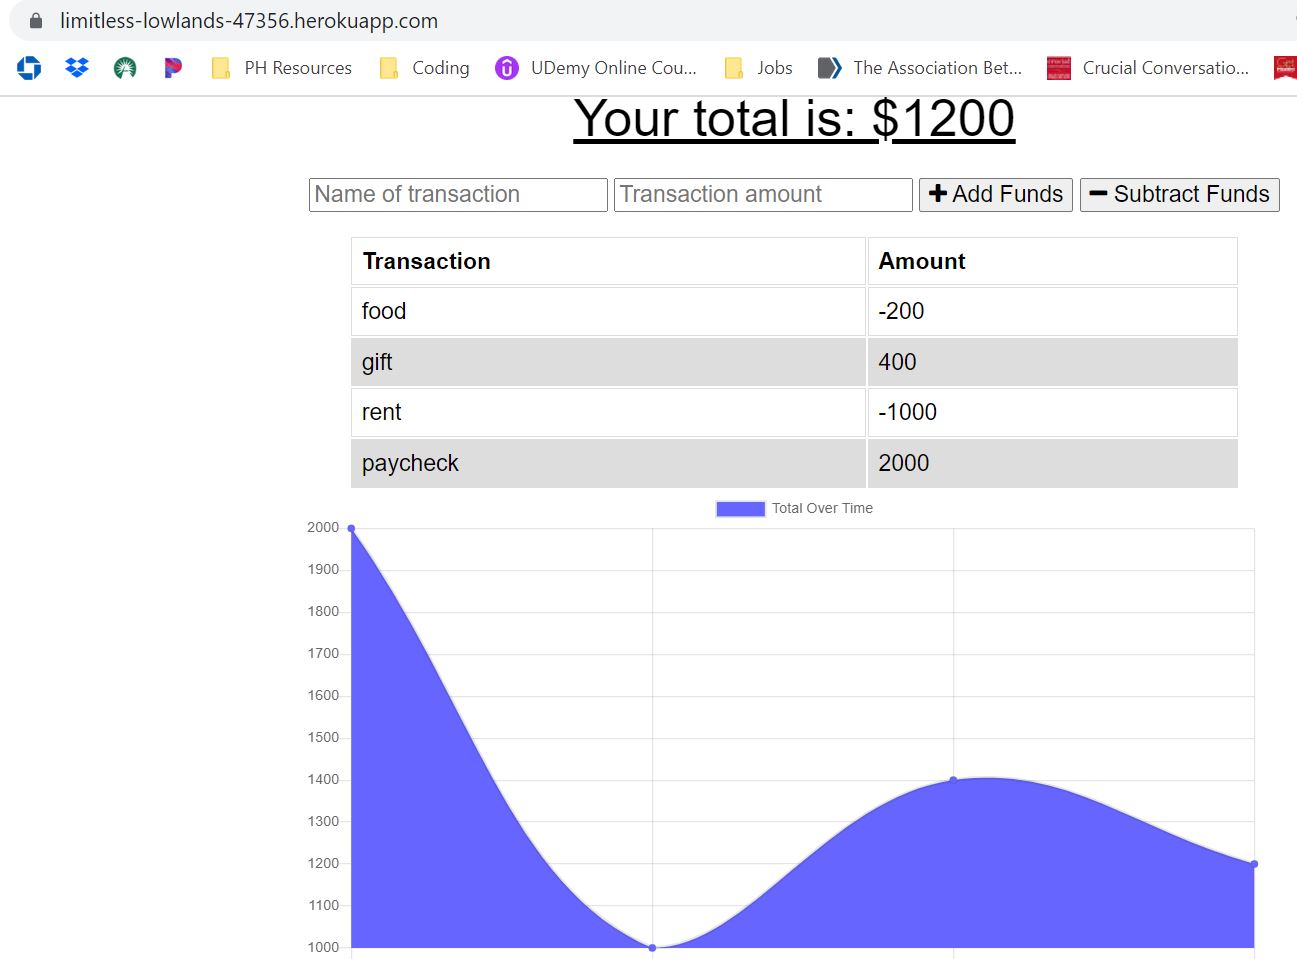 limitless-lowlands-47356.herokuapp.com
PH Resources Coding UDemy Online Cou... Jobs The Association Bet... Crucial Conversatio...
Your total is: $1200
Name of transaction Transaction amount Add Funds Subtract Funds
Transaction Amount
food -200
gift 400
rent -1000
paycheck 2000
Total Over Time
2000
1900
1800
1700
1600
1500
1400
1300
1200
1100
1000